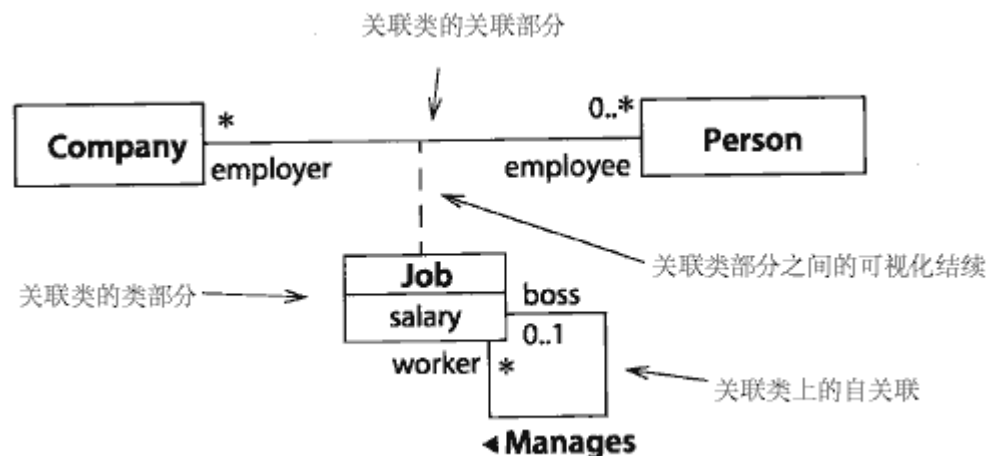 关联类的关联部分
*
0..*
Company
Person
employer
employee
Job
关联类部分之间的可视化结续
关联类的类部分
boss
salary
0..1
worker
*
关联类上的自关联
◀Manages